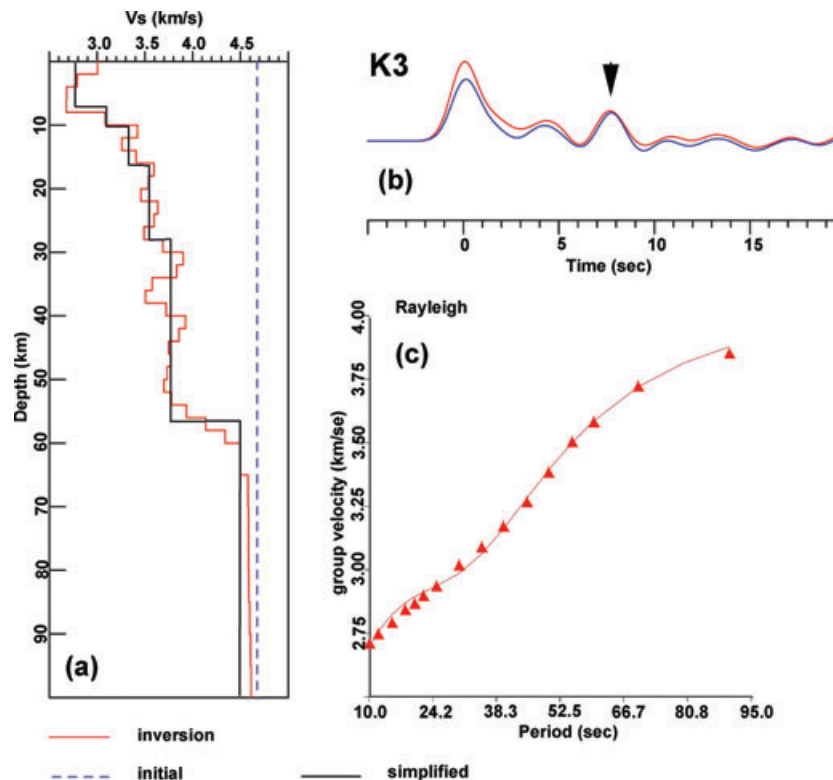 Vs (km/s)
3.0 3.5 4.0 4.5
10
20
30
40
50
60
70
80
90
Depth (km)
(a)
inversion
initial
simplified
K3
(b)
0 5 10 15
Time (sec)
Rayleigh
(c)
4.00
3.75
3.50
3.25
3.00
2.75
group velocity (km/se)
10.0 24.2 38.3 52.5 66.7 80.8 95.0
Period (sec)